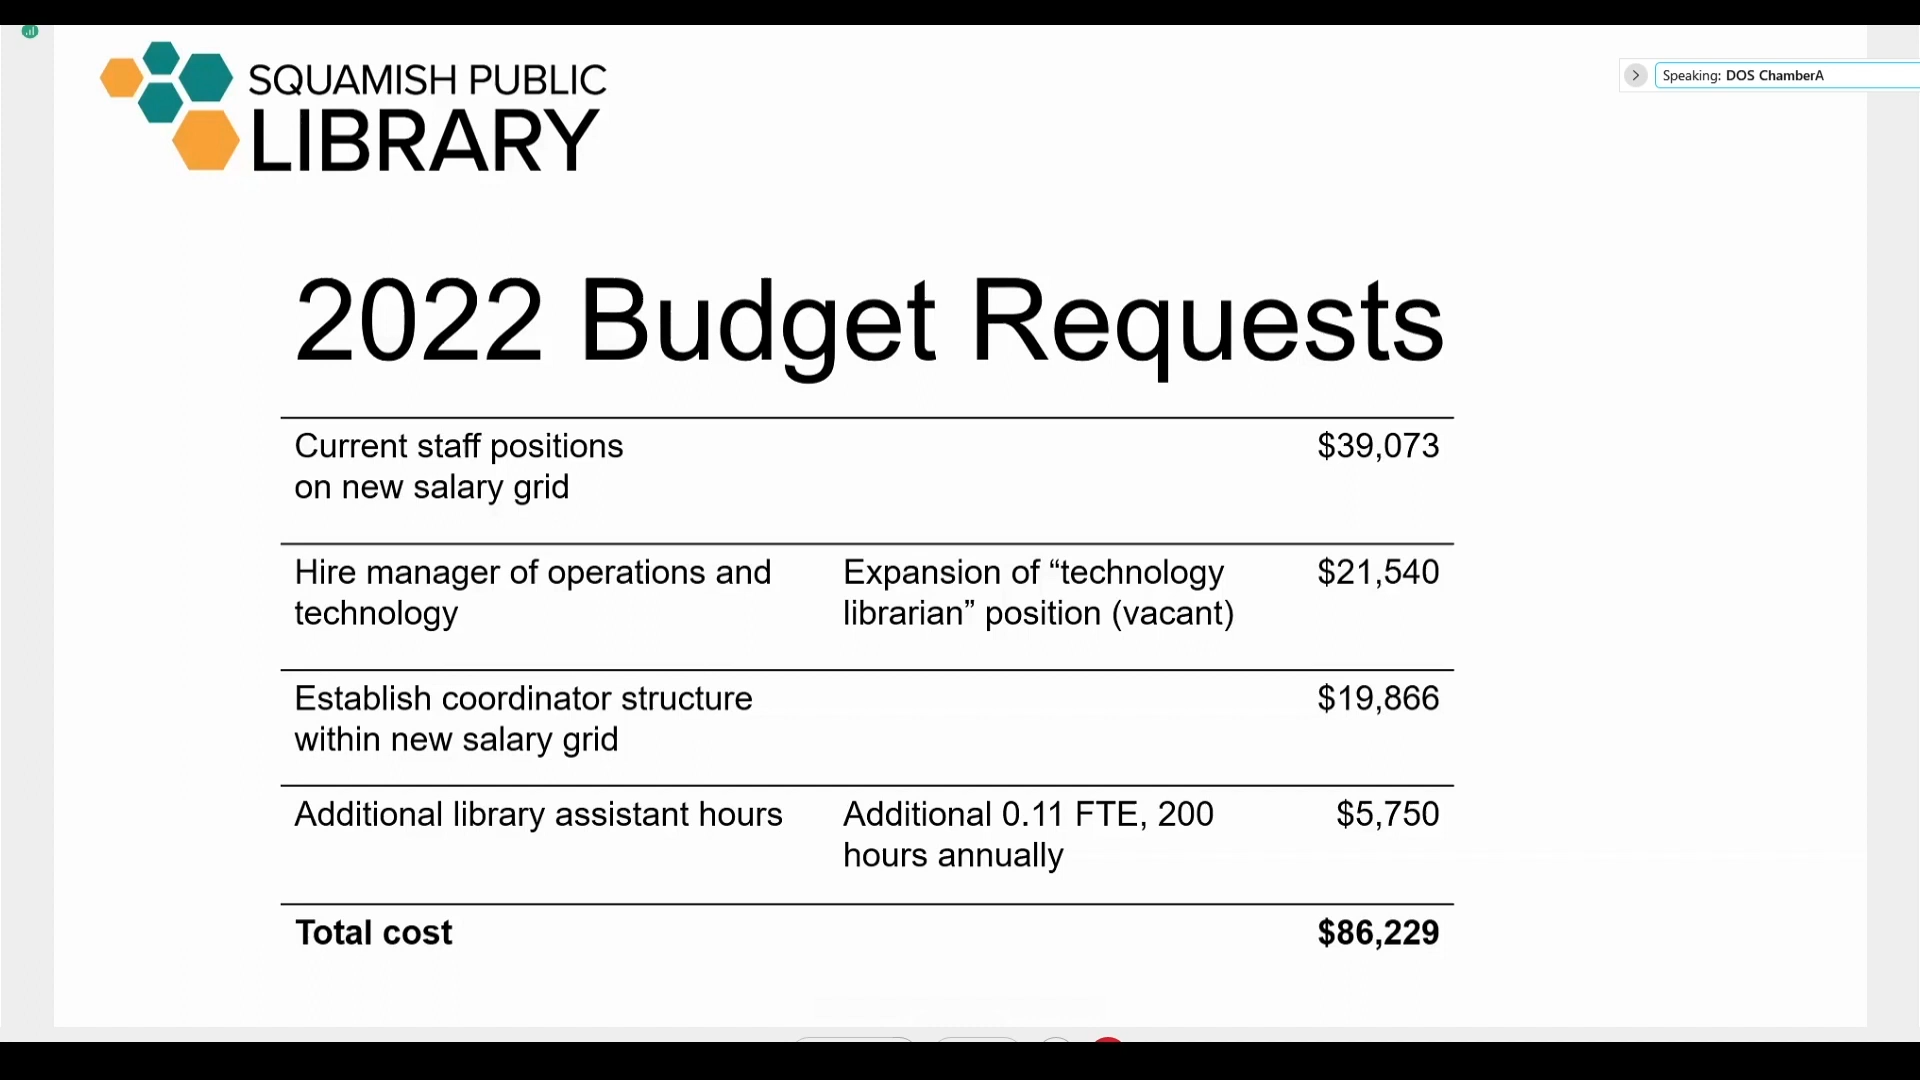 SQUAMISH PUBLIC
LIBRARY
Speaking: DOS ChamberA
2022 Budget Requests
Current staff positions
on new salary grid
$39,073
Hire manager of operations and
technology
Expansion of “technology
librarian” position (vacant)
$21,540
Establish coordinator structure
within new salary grid
$19,866
Additional library assistant hours
Additional 0.11 FTE, 200
hours annually
$5,750
Total cost
$86,229